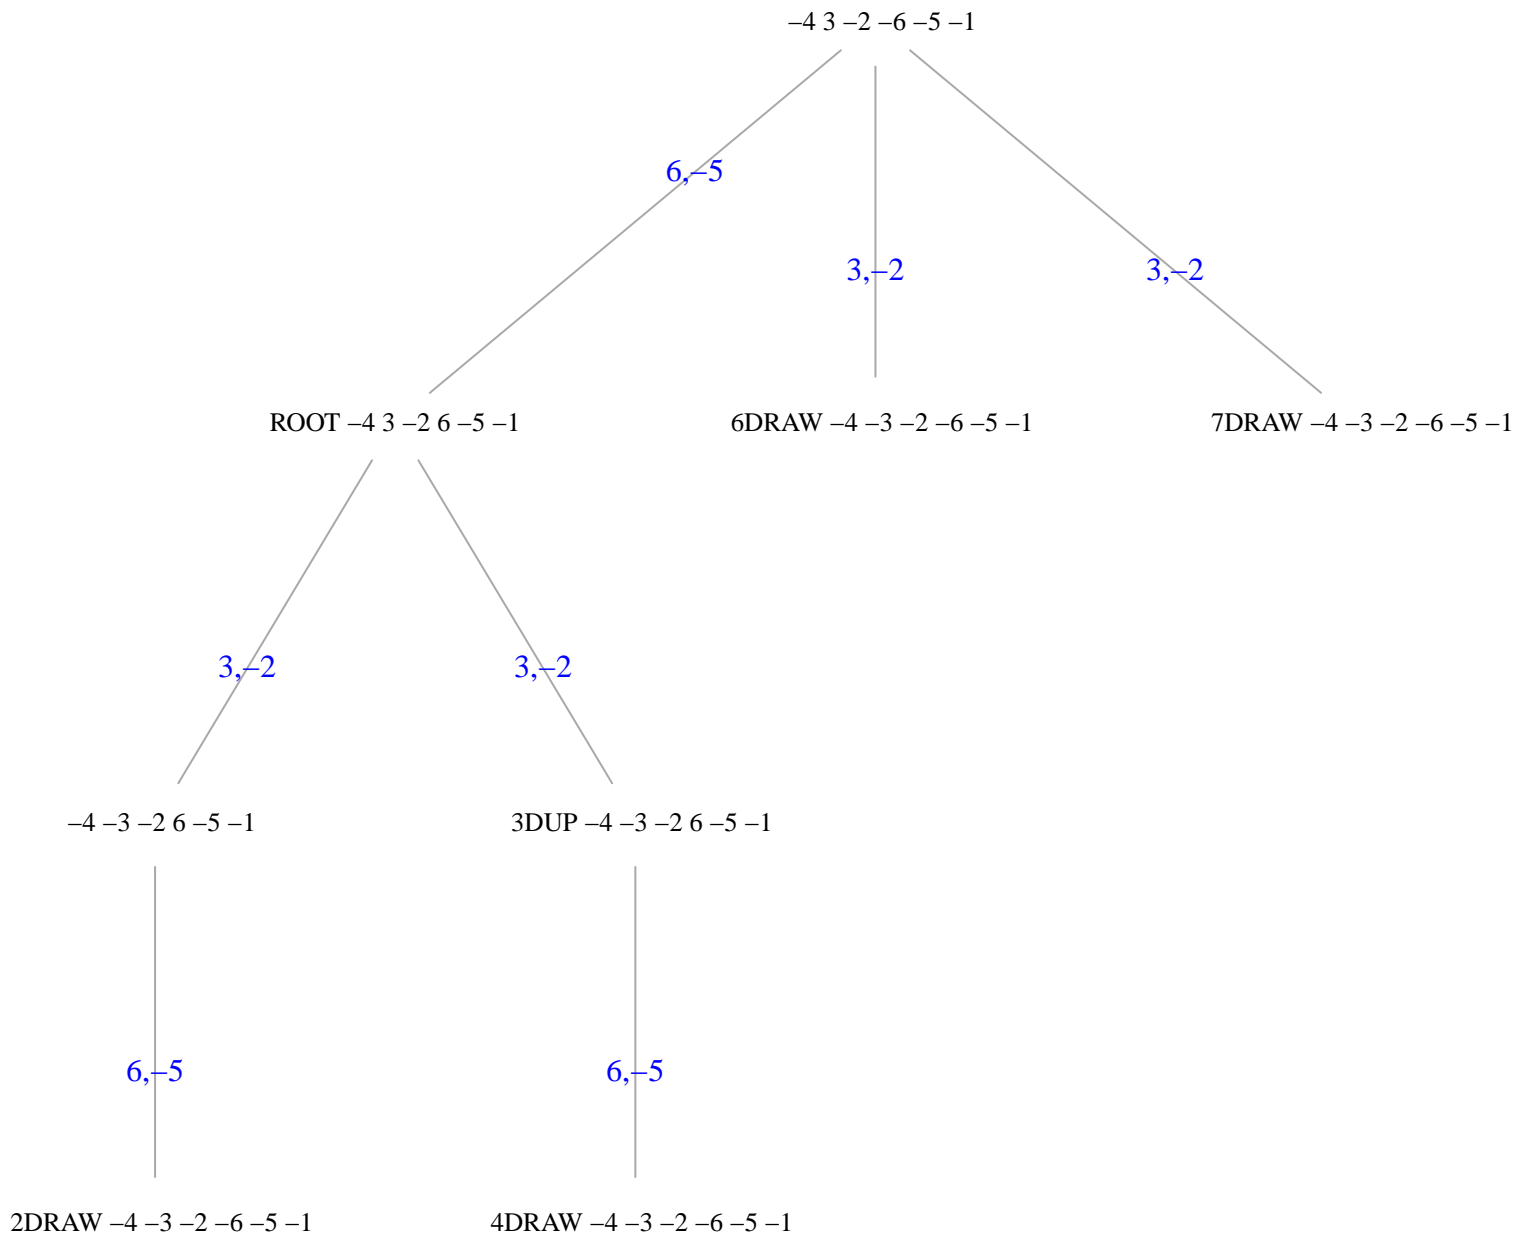 –4 3 –2 –6 –5 –1
6,–5
3,–2
3,–2
ROOT –4 3 –2 6 –5 –1
6DRAW –4 –3 –2 –6 –5 –1
7DRAW –4 –3 –2 –6 –5 –1
3,–2
3,–2
–4 –3 –2 6 –5 –1
3DUP –4 –3 –2 6 –5 –1
6,–5
6,–5
2DRAW –4 –3 –2 –6 –5 –1
4DRAW –4 –3 –2 –6 –5 –1